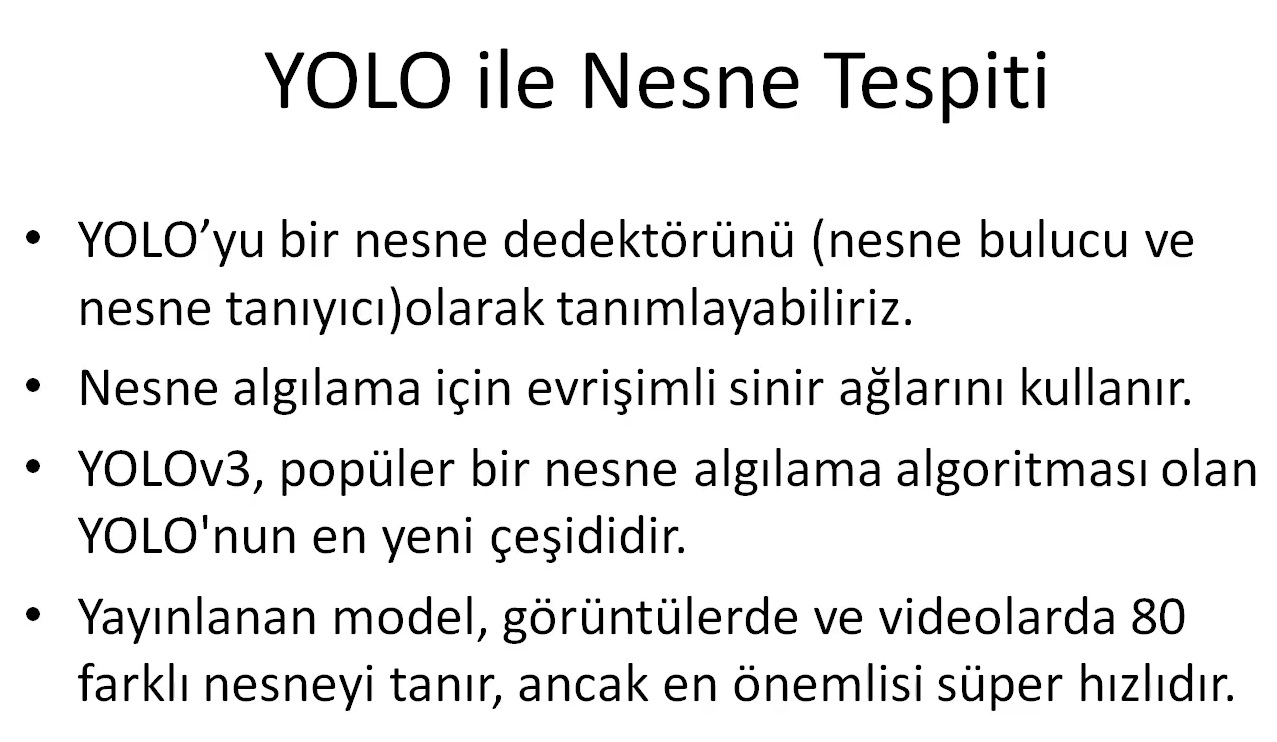 YOLO ile Nesne Tespiti
• YOLO’yu bir nesne dedektörünü (nesne bulucu ve
nesne tanıyıcı)olarak tanımlayabiliriz.
• Nesne algılama için evrişimli sinir ağlarını kullanır.
• YOLOv3, popüler bir nesne algılama algoritması olan
YOLO'nun en yeni çeşididir.
• Yayınlanan model, görüntülerde ve videolarda 80
farklı nesneyi tanır, ancak en önemlisi süper hızlıdır.